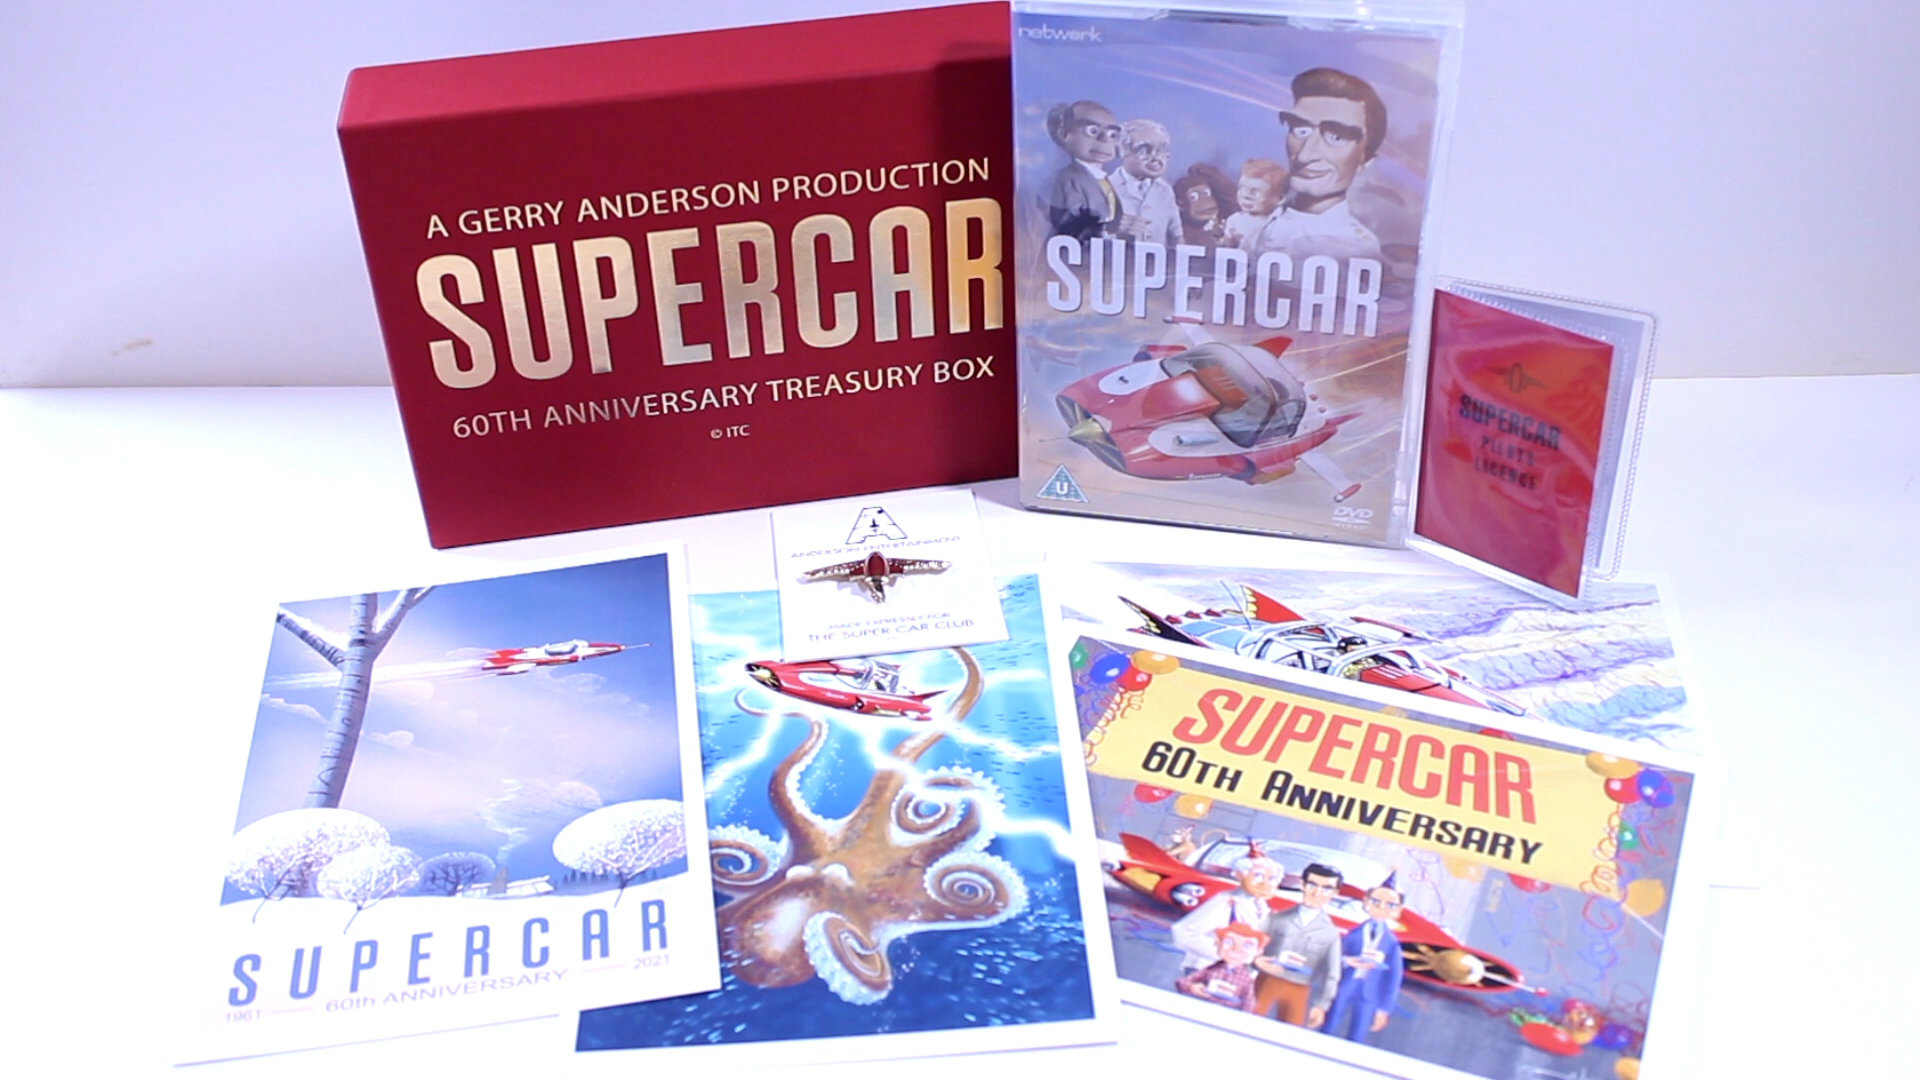 A GERRY ANDERSON PRODUCTION
SUPERCAR
60TH ANNIVERSARY TREASURY BOX
© ITC
network
SUPERCAR
U
DVD
SUPERCAR
PILOTS
LICENCE
A
ANDERSON ENTERTAINMENT
MADE EXPRESSLY FOR
THE SUPER CAR CLUB
SUPERCAR
60th ANNIVERSARY
1961
2021
SUPERCAR
60TH ANNIVERSARY